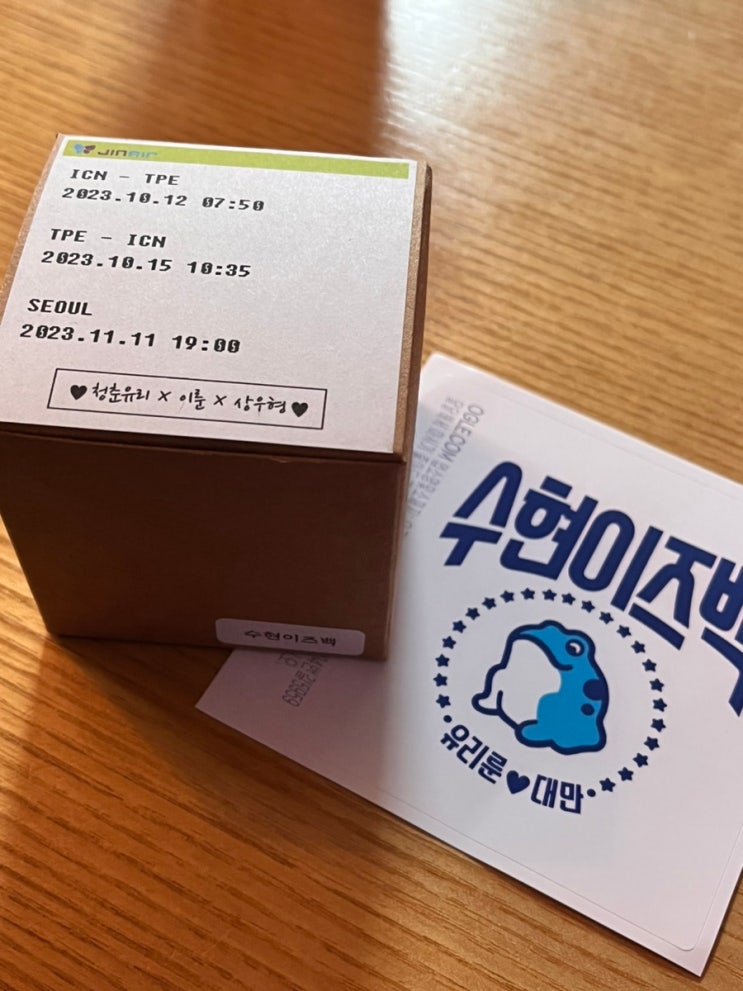 JINAIR
ICN - TPE
2023.10.12 07:50
TPE - ICN
2023.10.15 10:35
SEOUL
2023.11.11 19:00
♥청춘유리 X 이룬 X 상우형♥
수현이즈백
수현이즈백
유리룬♥대만